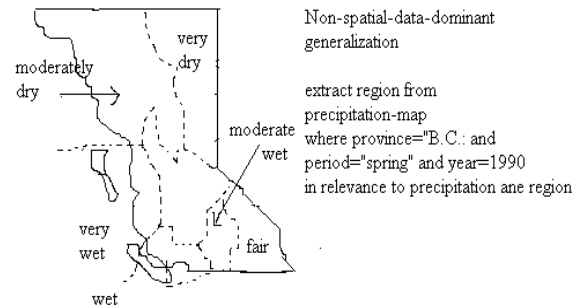 very
dry
moderately
dry
moderate
wet
very
wet
fair
wet
Non-spatial-data-dominant
generalization
extract region from
precipitation-map
where province="B.C.: and
period="spring" and year=1990
in relevance to precipitation ane region